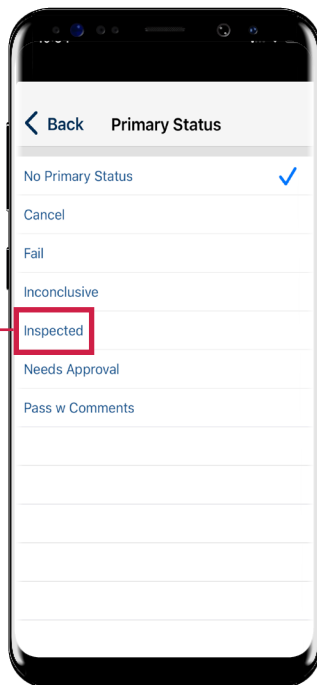 Back Primary Status
No Primary Status
Cancel
Fail
Inconclusive
Inspected
Needs Approval
Pass w Comments